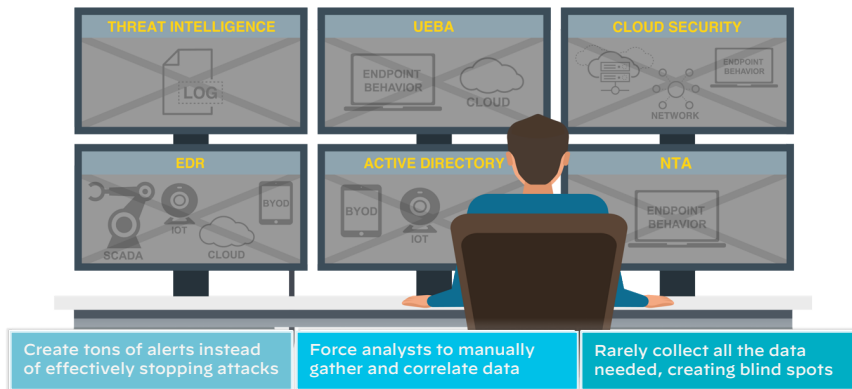 THREAT INTELLIGENCE
LOG
UEBA
ENDPOINT
BEHAVIOR
CLOUD
CLOUD SECURITY
ENDPOINT
BEHAVIOR
NETWORK
EDR
SCADA
IOT
CLOUD
BYOD
ACTIVE DIRECTORY
BYOD
IOT
NTA
ENDPOINT
BEHAVIOR
Create tons of alerts instead
of effectively stopping attacks
Force analysts to manually
gather and correlate data
Rarely collect all the data
needed, creating blind spots